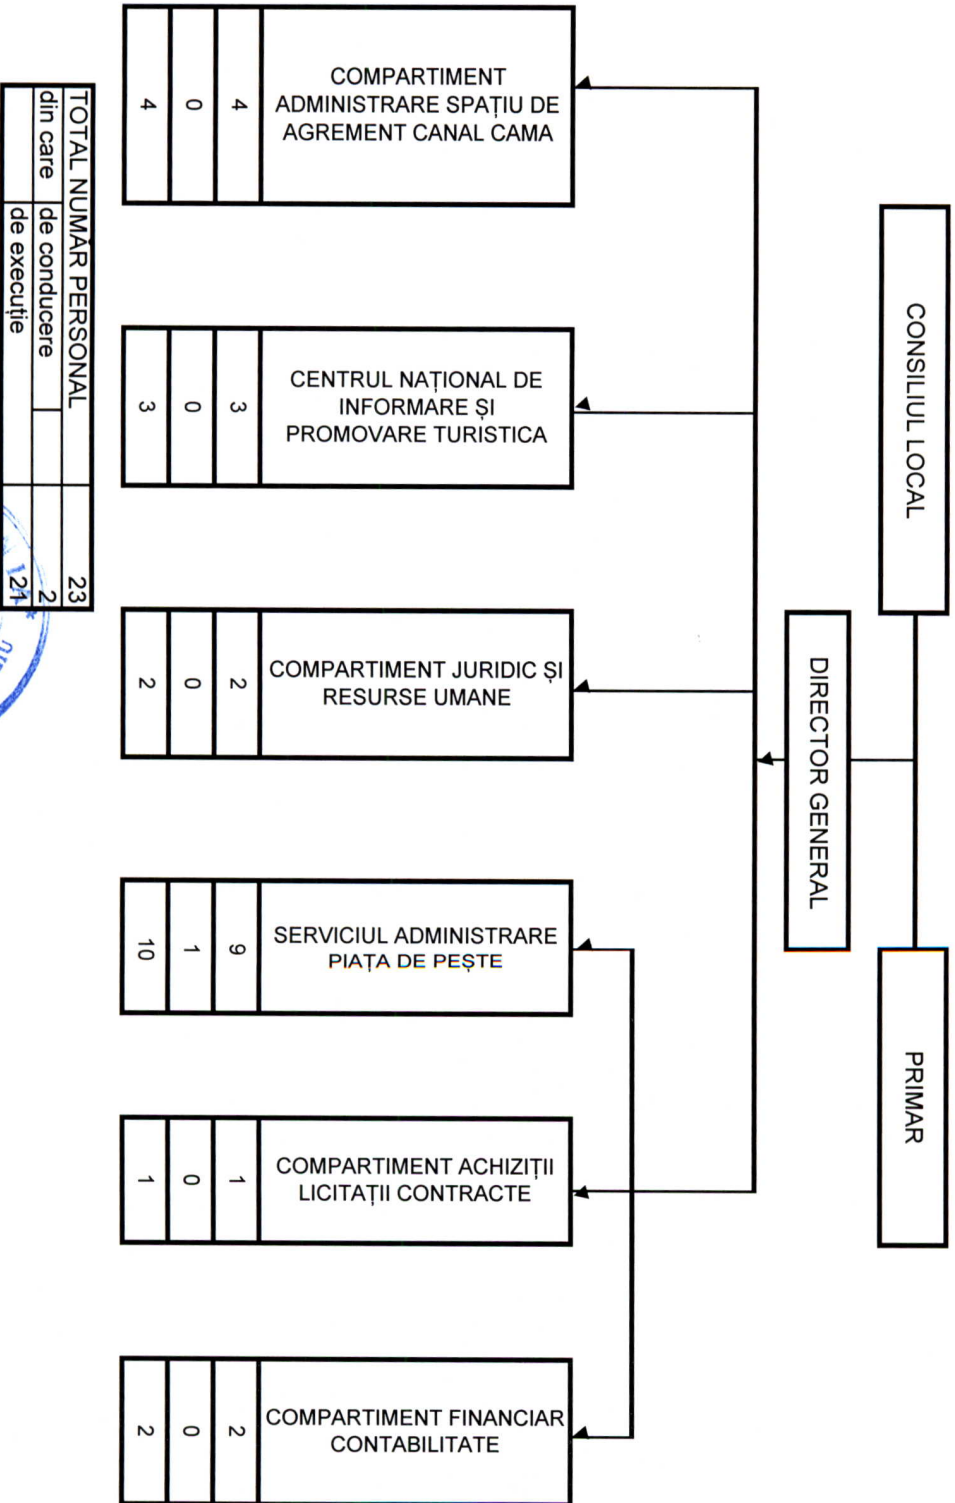 CONSILIUL LOCAL
PRIMAR
DIRECTOR GENERAL
COMPARTIMENT
ADMINISTRARE SPAȚIU DE
AGREMENT CANAL CAMA
4
0
4
CENTRUL NAȚIONAL DE
INFORMARE ȘI
PROMOVARE TURISTICA
3
0
3
COMPARTIMENT JURIDIC ȘI
RESURSE UMANE
2
0
2
SERVICIUL ADMINISTRARE
PIAȚA DE PEȘTE
9
1
10
COMPARTIMENT ACHIZIȚII
LICITAȚII CONTRACTE
1
0
1
COMPARTIMENT FINANCIAR
CONTABILITATE
2
0
2
TOTAL NUMĂR PERSONAL 23
din care de conducere 2
de execuție 21